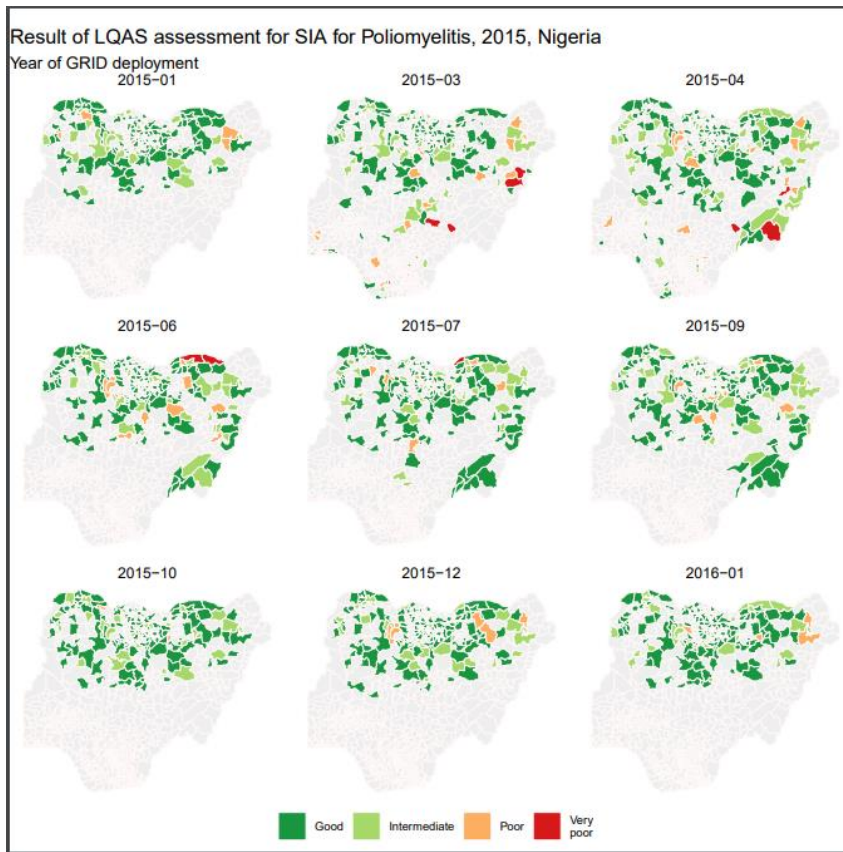 Result of LQAS assessment for SIA for Poliomyelitis, 2015, Nigeria
Year of GRID deployment
2015−01
2015−03
2015−04
2015−06
2015−07
2015−09
2015−10
2015−12
2016−01
Good
Intermediate
Poor
Very
poor